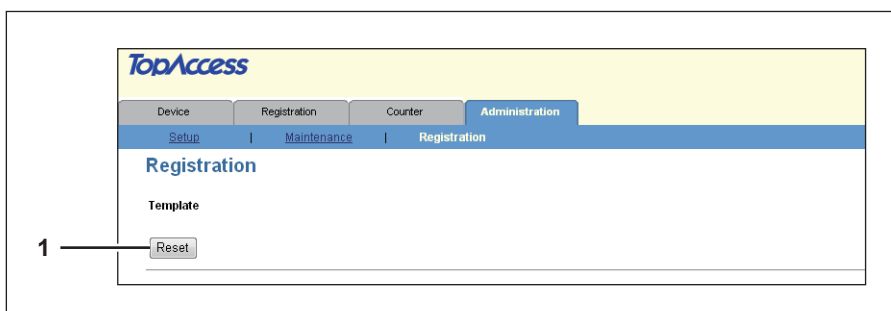 TopAccess
Device Registration Counter Administration
Setup | Maintenance | Registration
Registration
Template
1 Reset